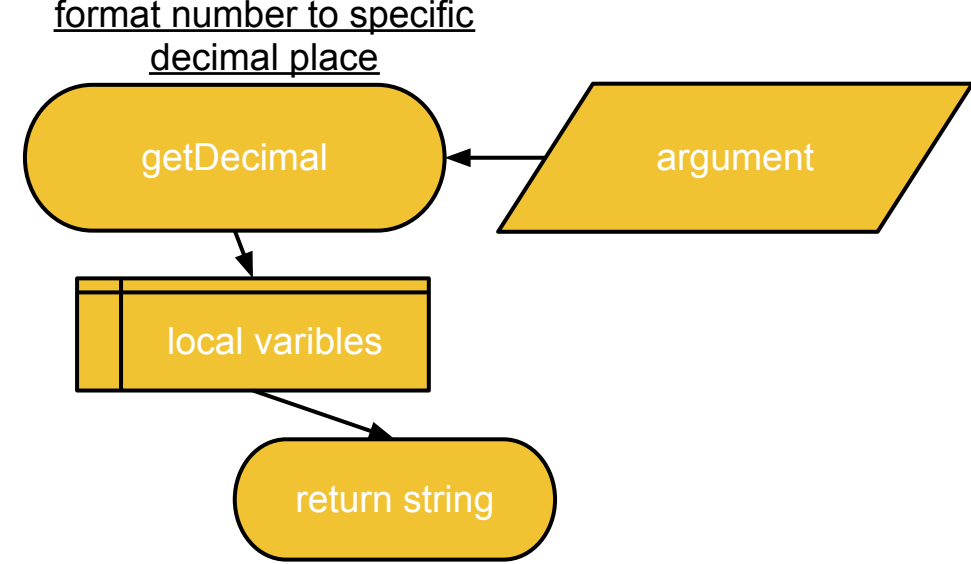 format number to specific
decimal place
getDecimal
argument
local varibles
return string